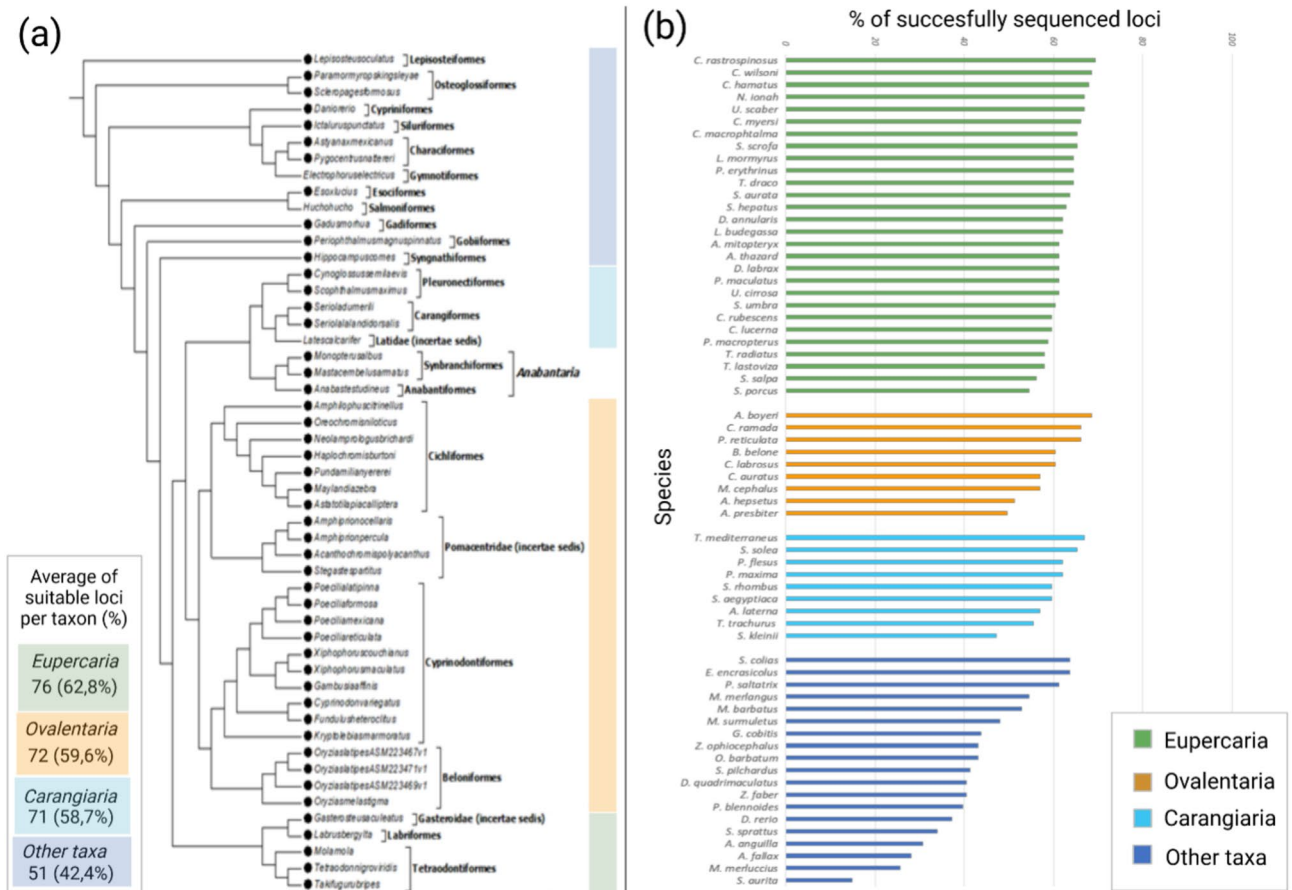 (a)
Lepisosteusoculatus Lepisosteiformes
Paramormyropskingsleyae
Osteoglossiformes
Scleropagesformosus
Daniorerio Cypriniformes
Ictaluruspunctatus Siluriformes
Astyanaxmexicanus
Characiformes
Pygocentrusnattereri
Electrophoruselectricus Gymnotiformes
Esoxlucius Esociformes
Huchohucho Salmoniformes
Gadusmorhua Gadiformes
Periophthalmusmagnuspinnatus Gobiiformes
Hippocampuscomes Syngnathiformes
Cynoglossussemilaevis
Pleuronectiformes
Scophthalmusmaximus
Serioladumerili
Carangiformes
Seriolalalandidorsalis
Latescalcarifer Latidae (incertae sedis)
Monopterusalbus
Synbranchiformes
Mastacembelusarmatus
Anabantaria
Anabastestudineus Anabantiformes
Amphilophuscitrinellus
Oreochromisniloticus
Neolamprologusbrichardi
Haplochromisburtoni
Cichliformes
Pundamilianyererei
Maylandiazebra
Astatotilapiacalliptera
Amphiprionocellaris
Amphiprionpercula
Pomacentridae (incertae sedis)
Acanthochromispolyacanthus
Stegastespartitus
Poecilialatipinna
Poeciliaformosa
Poeciliamexicana
Poeciliareticulata
Xiphophoruscouchianus
Cyprinodontiformes
Xiphophorusmaculatus
Gambusiaaffinis
Cyprinodonvariegatus
Fundulusheteroclitus
Kryptolebiasmarmoratus
OryziaslatipesASM223467v1
OryziaslatipesASM223471v1
Beloniformes
OryziaslatipesASM223469v1
Oryziasmelastigma
Gasterosteusaculeatus Gasteroidae (incertae sedis)
Labrusbergylta Labriformes
Molamola
Tetraodonnigroviridis Tetraodontiformes
Takifugurubripes
Average of
suitable loci
per taxon (%)
Eupercaria
76 (62,8%)
Ovalentaria
72 (59,6%)
Carangiaria
71 (58,7%)
Other taxa
51 (42,4%)
(b)
% of succesfully sequenced loci
0 20 40 60 80 100
Species
C. rastrospinosus
C. wilsoni
C. hamatus
N. ionah
U. scaber
C. myersi
C. macrophtalma
S. scrofa
L. mormyrus
P. erythrinus
T. draco
S. aurata
S. hepatus
D. annularis
L. budegassa
A. mitopteryx
A. thazard
D. labrax
P. maculatus
U. cirrosa
S. umbra
C. rubescens
C. lucerna
P. macropterus
T. radiatus
T. lastoviza
S. salpa
S. porcus
A. boyeri
C. ramada
P. reticulata
B. belone
C. labrosus
C. auratus
M. cephalus
A. hepsetus
A. presbiter
T. mediterraneus
S. solea
P. flesus
P. maxima
S. rhombus
S. aegyptiaca
A. laterna
T. trachurus
S. kleinii
S. colias
E. encrasicolus
P. saltatrix
M. merlangus
M. barbatus
M. surmuletus
G. cobitis
Z. ophiocephalus
O. barbatum
S. pilchardus
D. quadrimaculatus
Z. faber
P. blennoides
D. rerio
S. sprattus
A. anguilla
A. fallax
M. merluccius
S. aurita
Eupercaria
Ovalentaria
Carangiaria
Other taxa